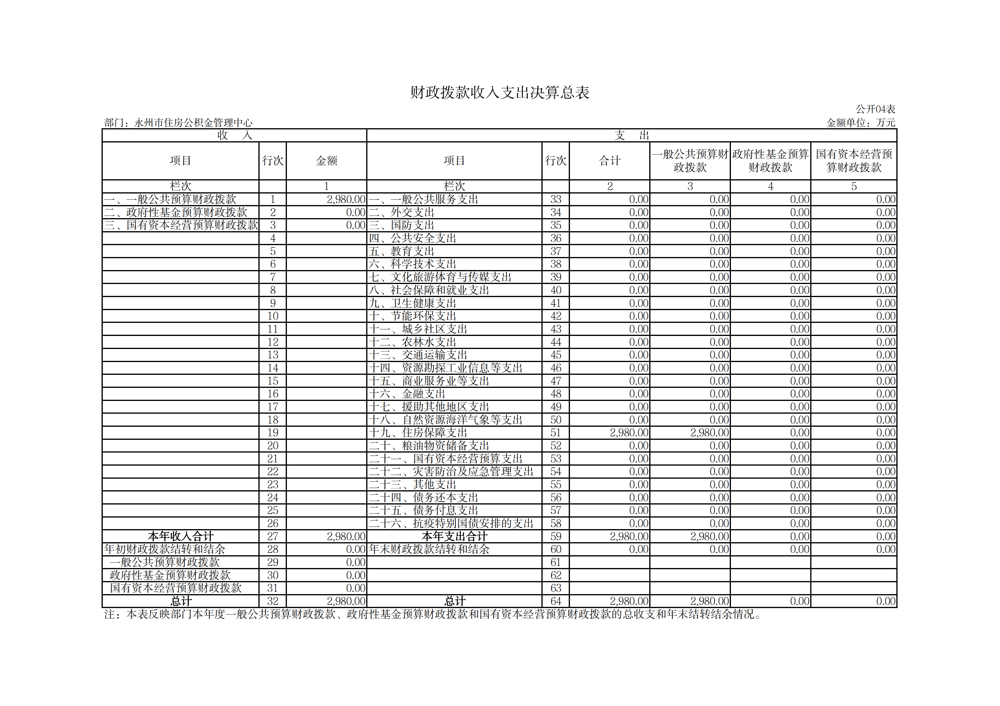 财政拨款收入支出决算总表
公开04表
部门：永州市住房公积金管理中心 金额单位：万元
收 入 支 出
项目 行次 金额 项目 行次 合计 一般公共预算财政拨款 政府性基金预算财政拨款 国有资本经营预算财政拨款
栏次 1 栏次 2 3 4 5
一、一般公共预算财政拨款 1 2,980.00 一、一般公共服务支出 33 0.00 0.00 0.00 0.00
二、政府性基金预算财政拨款 2 0.00 二、外交支出 34 0.00 0.00 0.00 0.00
三、国有资本经营预算财政拨款 3 0.00 三、国防支出 35 0.00 0.00 0.00 0.00
4 四、公共安全支出 36 0.00 0.00 0.00 0.00
5 五、教育支出 37 0.00 0.00 0.00 0.00
6 六、科学技术支出 38 0.00 0.00 0.00 0.00
7 七、文化旅游体育与传媒支出 39 0.00 0.00 0.00 0.00
8 八、社会保障和就业支出 40 0.00 0.00 0.00 0.00
9 九、卫生健康支出 41 0.00 0.00 0.00 0.00
10 十、节能环保支出 42 0.00 0.00 0.00 0.00
11 十一、城乡社区支出 43 0.00 0.00 0.00 0.00
12 十二、农林水支出 44 0.00 0.00 0.00 0.00
13 十三、交通运输支出 45 0.00 0.00 0.00 0.00
14 十四、资源勘探工业信息等支出 46 0.00 0.00 0.00 0.00
15 十五、商业服务业等支出 47 0.00 0.00 0.00 0.00
16 十六、金融支出 48 0.00 0.00 0.00 0.00
17 十七、援助其他地区支出 49 0.00 0.00 0.00 0.00
18 十八、自然资源海洋气象等支出 50 0.00 0.00 0.00 0.00
19 十九、住房保障支出 51 2,980.00 2,980.00 0.00 0.00
20 二十、粮油物资储备支出 52 0.00 0.00 0.00 0.00
21 二十一、国有资本经营预算支出 53 0.00 0.00 0.00 0.00
22 二十二、灾害防治及应急管理支出 54 0.00 0.00 0.00 0.00
23 二十三、其他支出 55 0.00 0.00 0.00 0.00
24 二十四、债务还本支出 56 0.00 0.00 0.00 0.00
25 二十五、债务付息支出 57 0.00 0.00 0.00 0.00
26 二十六、抗疫特别国债安排的支出 58 0.00 0.00 0.00 0.00
本年收入合计 27 2,980.00 本年支出合计 59 2,980.00 2,980.00 0.00 0.00
年初财政拨款结转和结余 28 0.00 年末财政拨款结转和结余 60 0.00 0.00 0.00 0.00
一般公共预算财政拨款 29 0.00 61
政府性基金预算财政拨款 30 0.00 62
国有资本经营预算财政拨款 31 0.00 63
总计 32 2,980.00 总计 64 2,980.00 2,980.00 0.00 0.00
注：本表反映部门本年度一般公共预算财政拨款、政府性基金预算财政拨款和国有资本经营预算财政拨款的总收支和年末结转结余情况。